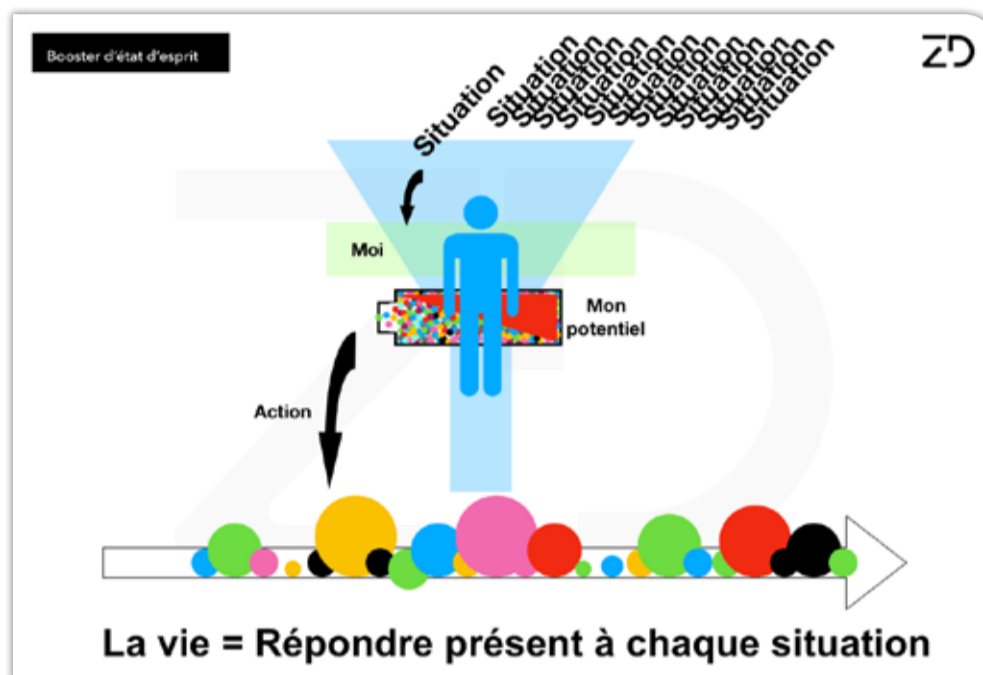 Booster d'état d'esprit
ZD
Situation
Situation
Situation
Situation
Situation
Situation
Situation
Situation
Situation
Situation
Situation
Situation
Situation
Moi
Mon
potentiel
Action
La vie = Répondre présent à chaque situation